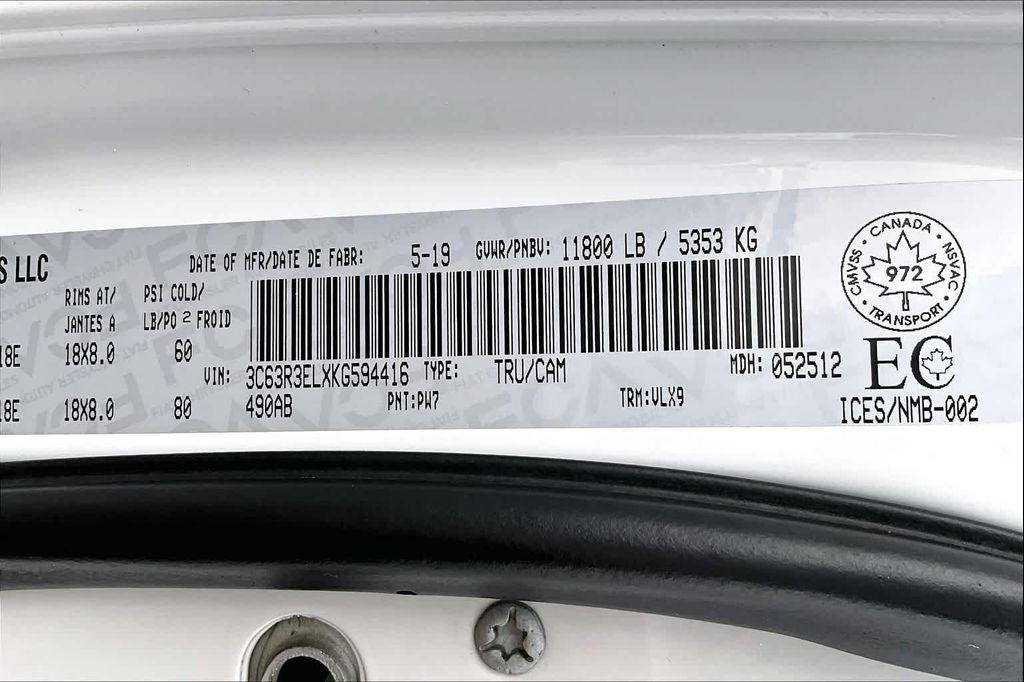 S LLC
DATE OF MFR/DATE DE FABR: 5-19 GVWR/PNBV: 11800 LB / 5353 KG
RIMS AT/ PSI COLD/
JANTES A LB/PO 2 FROID
18E 18X8.0 60
VIN: 3C63R3ELXKG594416 TYPE: TRU/CAM MDH: 052512
18E 18X8.0 80 490AB PNT:PW7 TRM:VLX9
CANADA
CMVSS 972 NSVAC
TRANSPORT
EC
ICES/NMB-002